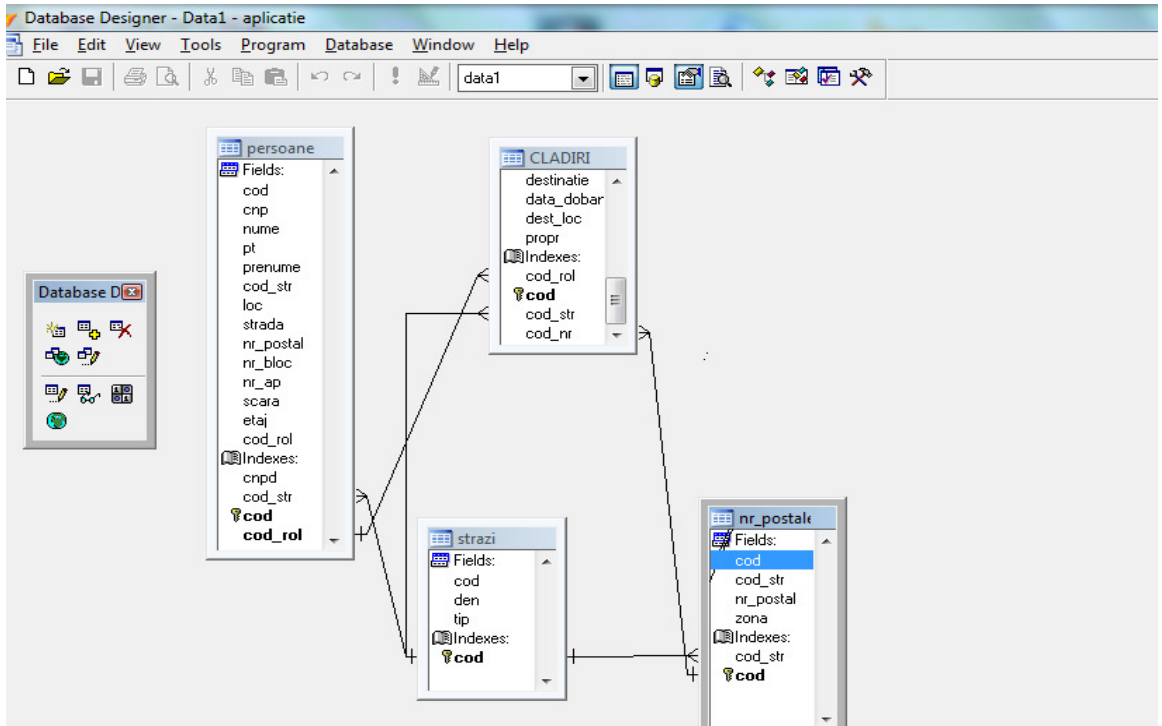 Database Designer - Data1 - aplicatie
File Edit View Tools Program Database Window Help
data1
persoane
Fields:
cod
cnp
nume
pt
prenume
cod_str
loc
strada
nr_postal
nr_bloc
nr_ap
scara
etaj
cod_rol
Indexes:
cnpd
cod_str
cod
cod_rol
CLADIRI
destinatie
data_dobar
dest_loc
propr
Indexes:
cod_rol
cod
cod_str
cod_nr
Database D
strazi
Fields:
cod
den
tip
Indexes:
cod
nr_postale
Fields:
cod
cod_str
nr_postal
zona
Indexes:
cod_str
cod